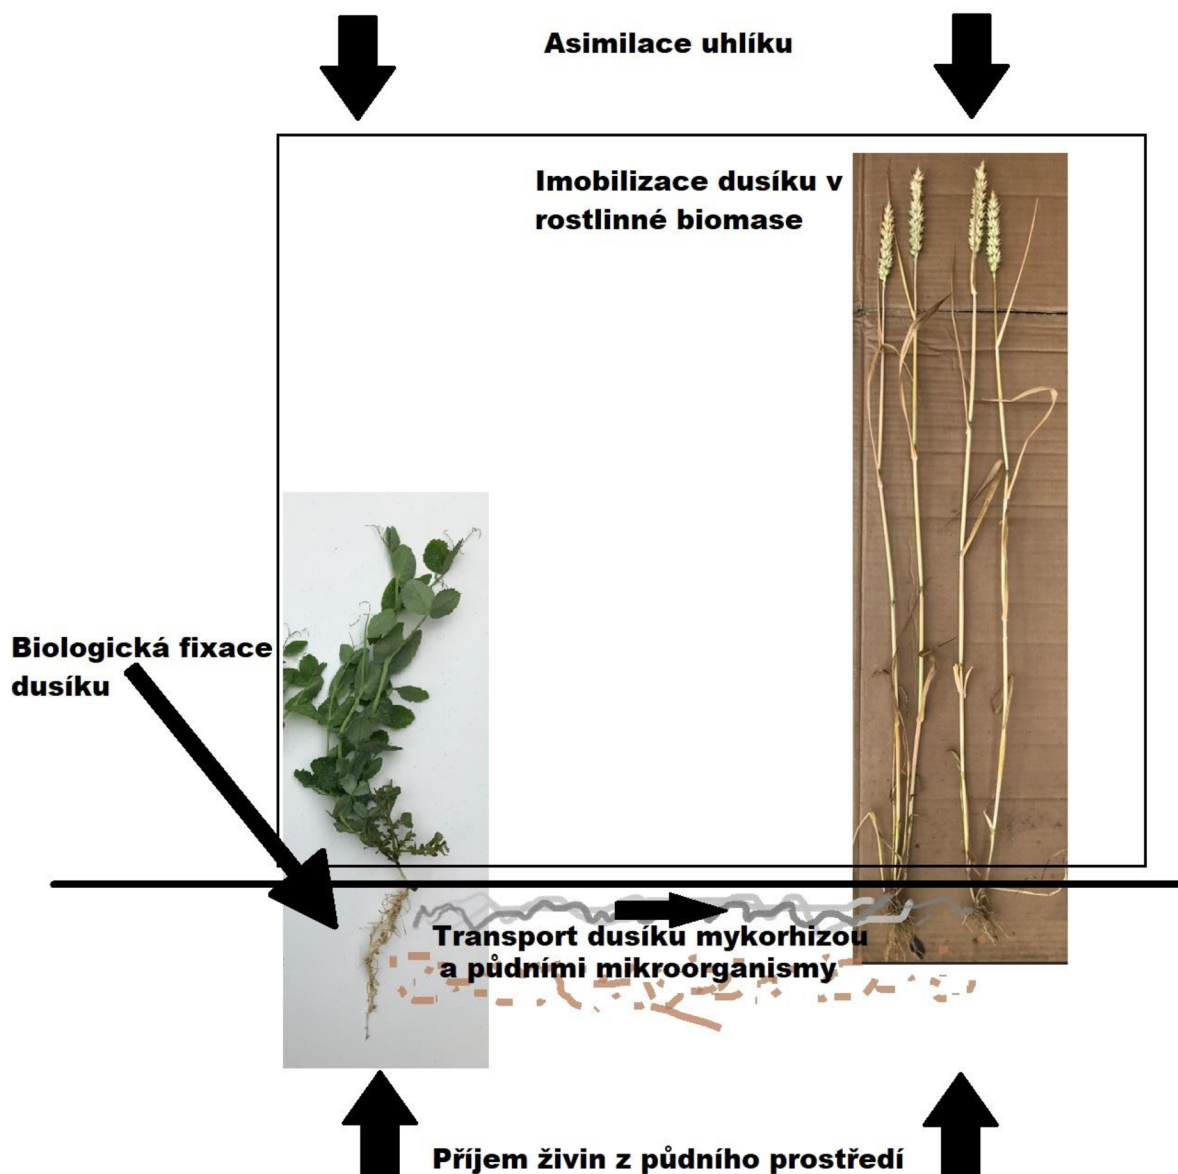 Asimilace uhlíku
Imobilizace dusíku v
rostlinné biomase
Biologická fixace
dusíku
Transport dusíku mykorhizou
a půdními mikroorganismy
Příjem živin z půdního prostředí